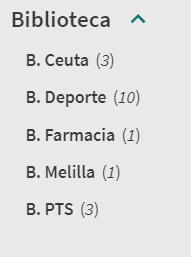 Biblioteca
B. Ceuta (3)
B. Deporte (10)
B. Farmacia (1)
B. Melilla (1)
B. PTS (3)